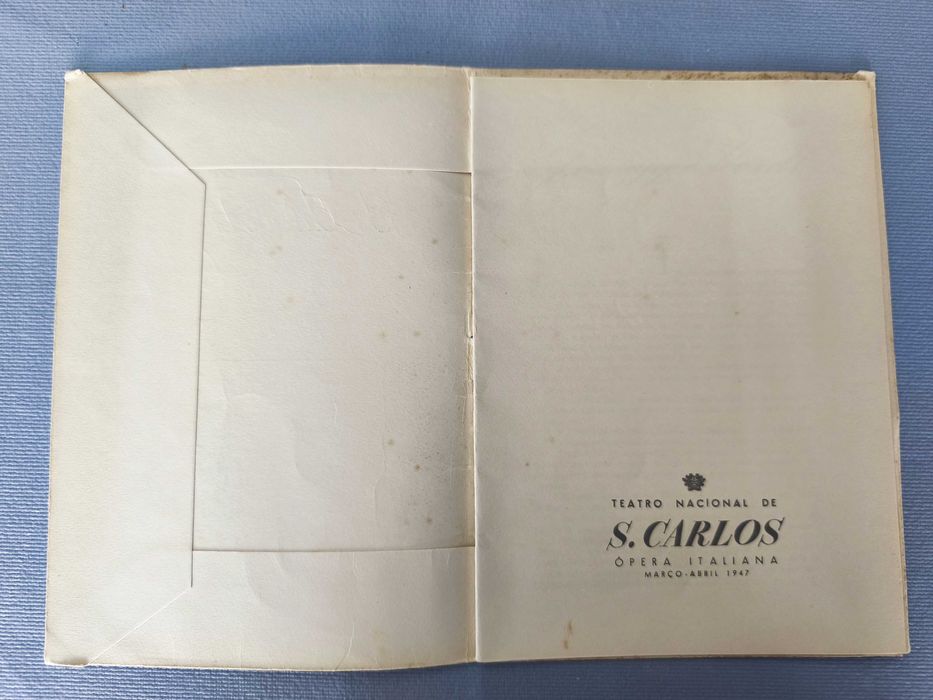 TEATRO NACIONAL DE
S. CARLOS
ÓPERA ITALIANA
MARÇO-ABRIL 1947